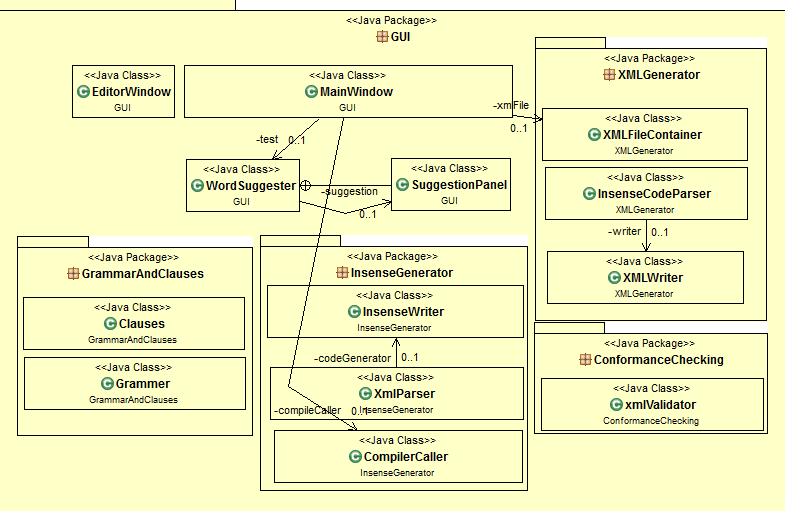 <<Java Package>>
GUI
<<Java Class>>
EditorWindow
GUI
<<Java Class>>
MainWindow
GUI
-xmFile
0..1
-test
0..1
<<Java Class>>
WordSuggester
GUI
-suggestion
0..1
<<Java Class>>
SuggestionPanel
GUI
<<Java Package>>
XMLGenerator
<<Java Class>>
XMLFileContainer
XMLGenerator
<<Java Class>>
InsenseCodeParser
XMLGenerator
-writer
0..1
<<Java Class>>
XMLWriter
XMLGenerator
<<Java Package>>
GrammarAndClauses
<<Java Class>>
Clauses
GrammarAndClauses
<<Java Class>>
Grammer
GrammarAndClauses
<<Java Package>>
InsenseGenerator
<<Java Class>>
InsenseWriter
InsenseGenerator
-codeGenerator
0..1
<<Java Class>>
XmlParser
InsenseGenerator
-compileCaller
<<Java Class>>
CompilerCaller
InsenseGenerator
<<Java Package>>
ConformanceChecking
<<Java Class>>
xmlValidator
ConformanceChecking